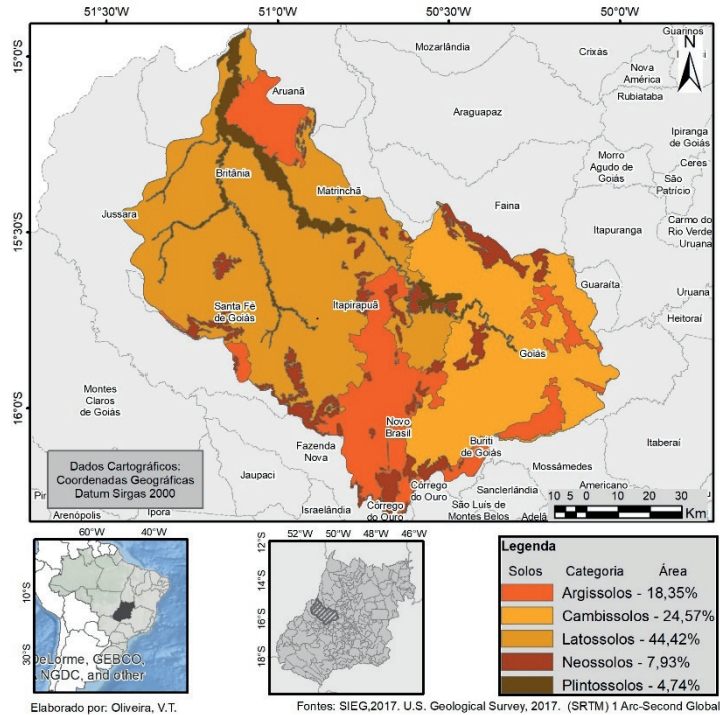 51°30'W
51°0'W
50°30'W
50°0'W
15°0'S
15°30'S
16°0'S
Guarinos
N
Mozarlândia
Crixás
Nova
América
Rubiataba
Aruanã
Araguapaz
Ipiranga
de Goiás
Morro
Agudo de
Goiás
Ceres
São
Patrício
Britânia
Matrinchã
Jussara
Faina
Carmo do
Rio Verde
Uruana
Itapuranga
Guaraíta
Uruana
Santa Fé
de Goiás
Itapirapuã
Heitoraí
Goiás
Montes
Claros
de Goiás
Novo
Brasil
Buriti
de Goiás
Itaberaí
Fazenda
Nova
Mossâmedes
Dados Cartográficos:
Coordenadas Geográficas
Datum Sirgas 2000
Jaupaci
Córrego
do Ouro
Sanclerlândia
Americano
Israelândia
Córrego
do Ouro
São Luís de
Montes Belos
Adelâ
Pir
Arenópolis
Ipora
10 5 0 10 20 30
Km
60°W
40°W
10°S
30°S
DeLorme, GEBCO,
NGDC, and other
52°W 50°W 48°W 46°W
12°S
14°S
16°S
18°S
Legenda
Solos Categoria Área
Argissolos - 18,35%
Cambissolos - 24,57%
Latossolos - 44,42%
Neossolos - 7,93%
Plintossolos - 4,74%
Elaborado por: Oliveira, V.T.
Fontes: SIEG,2017. U.S. Geological Survey, 2017. (SRTM) 1 Arc-Second Global